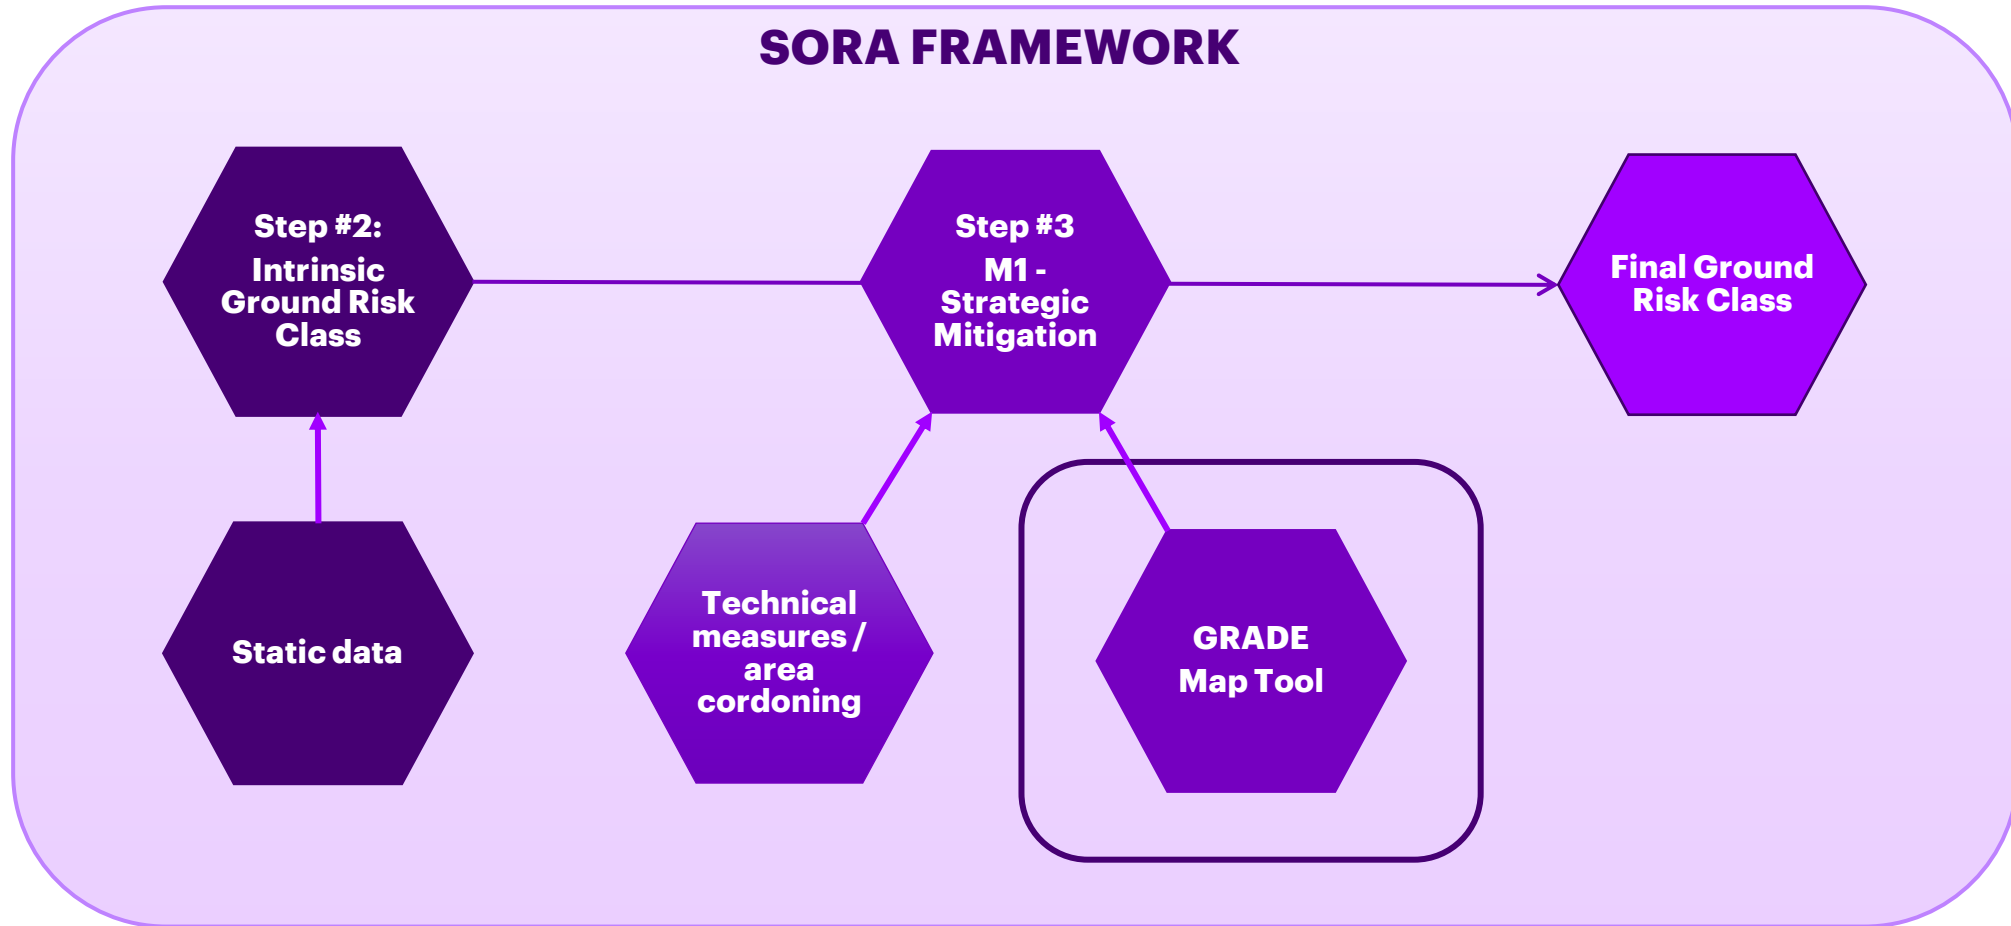 SORA FRAMEWORK
Step #2:
Intrinsic
Ground Risk
Class
Step #3
M1 -
Strategic
Mitigation
Final Ground
Risk Class
Static data
Technical
measures /
area
cordoning
GRADE
Map Tool